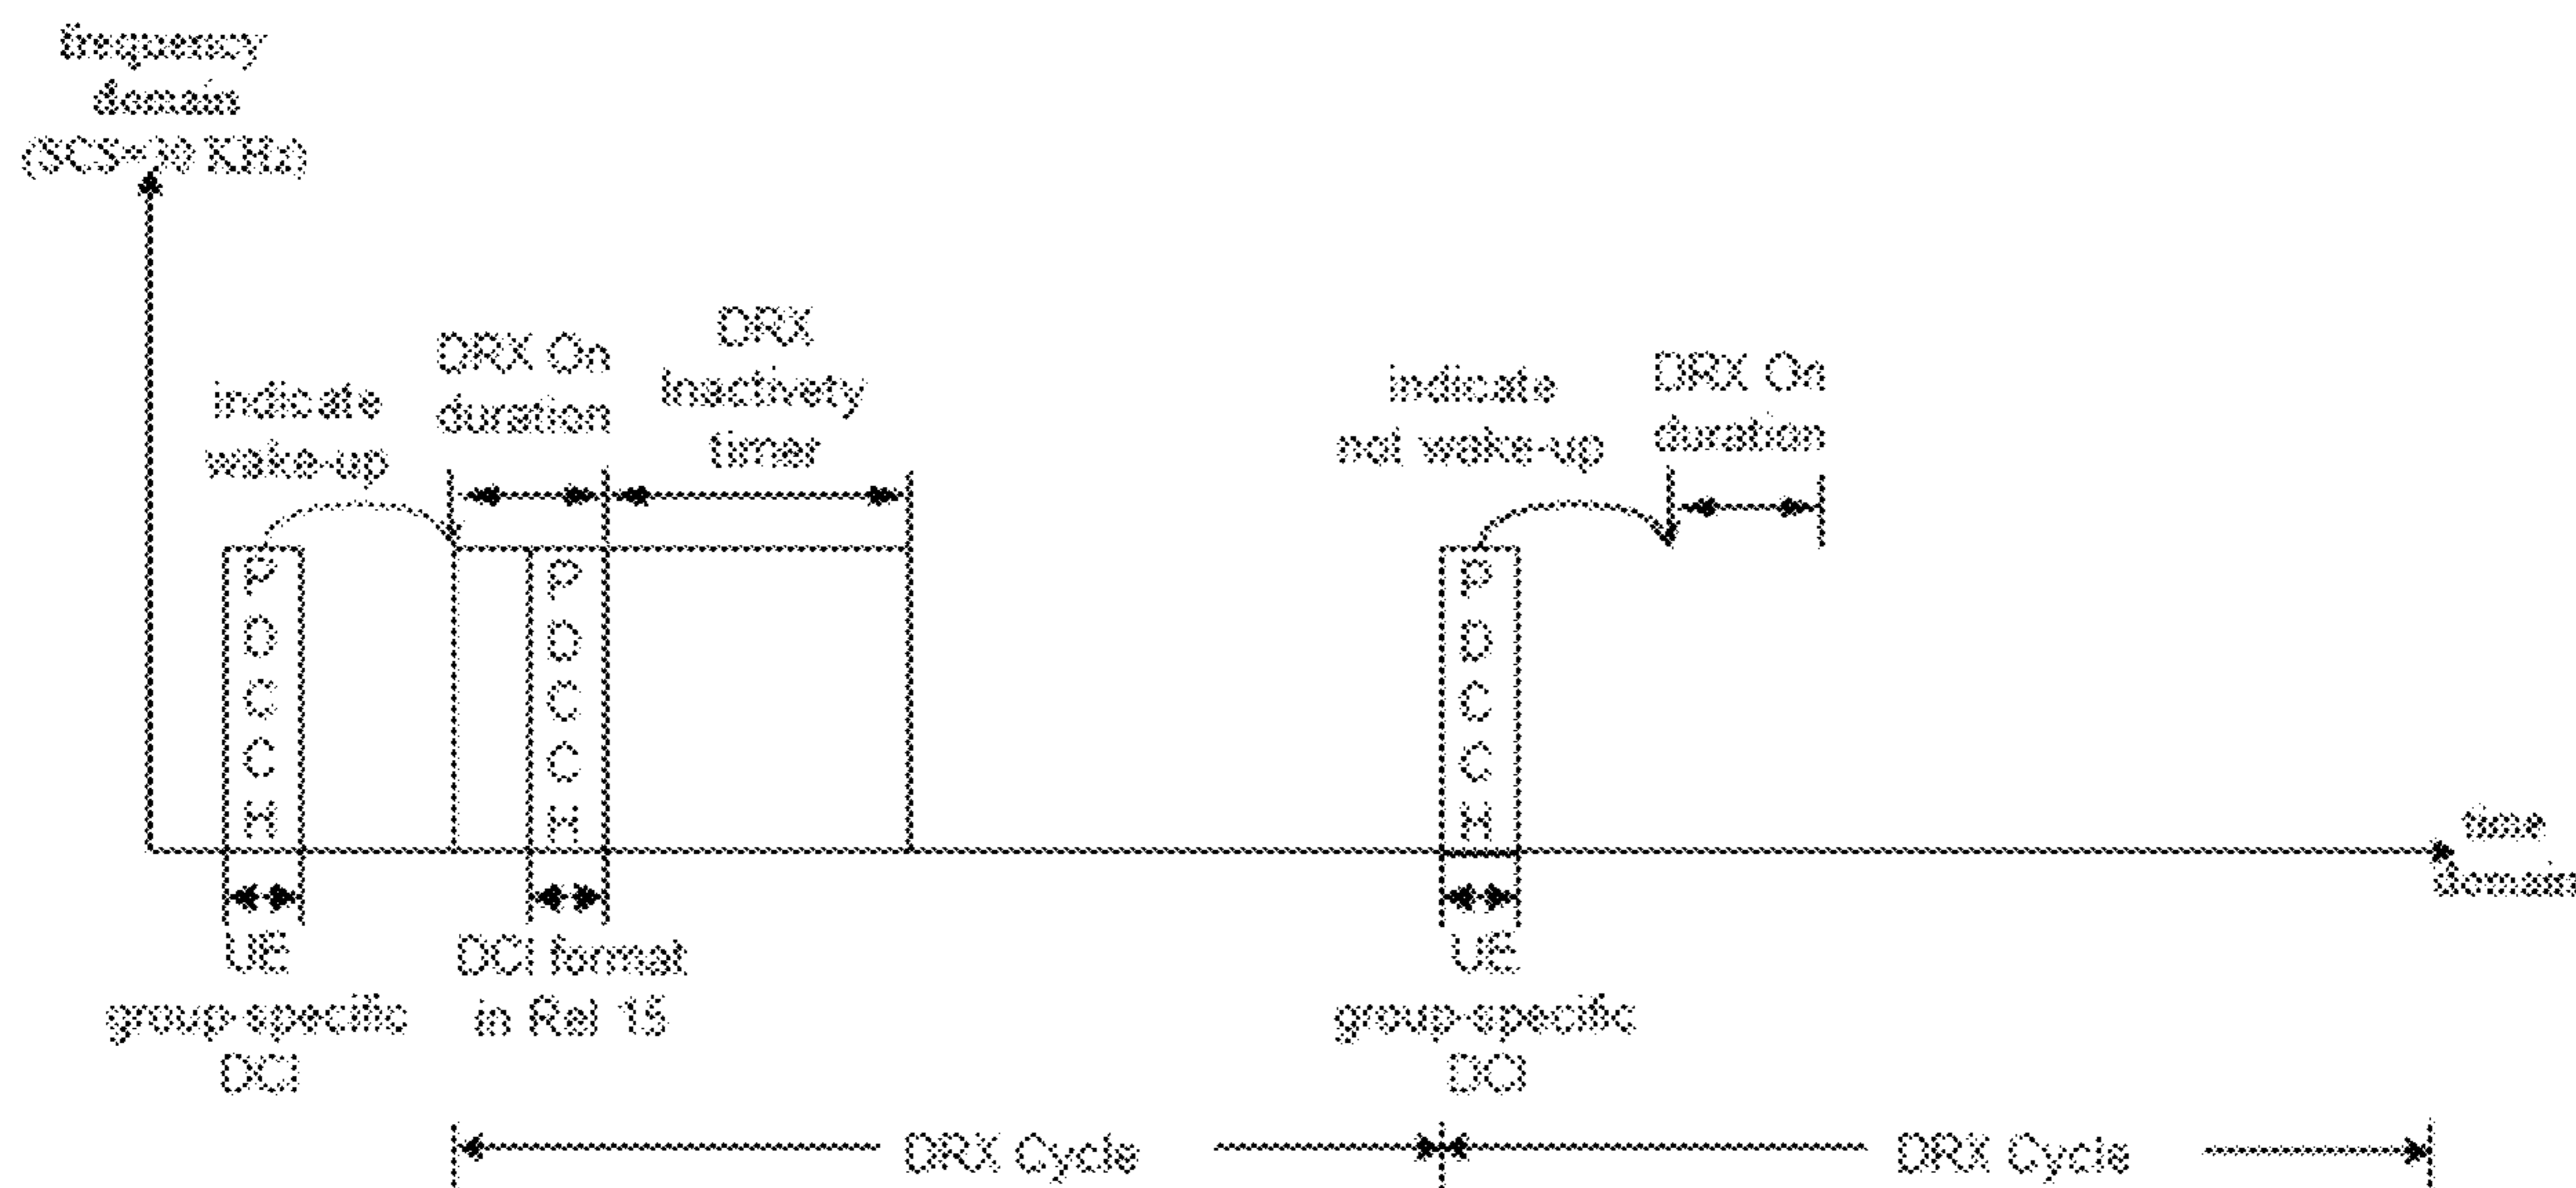 frequency
domain
(SCS=30 KHz)
indicate
wake-up
DRX On
duration
DRX
Inactivety
timer
indicate
not wake-up
DRX On
duration
P
D
C
C
H
P
D
C
C
H
P
D
C
C
H
time
domain
UE
group-specific
DCI
DCI format
in Rel 15
UE
group-specific
DCI
DRX Cycle
DRX Cycle